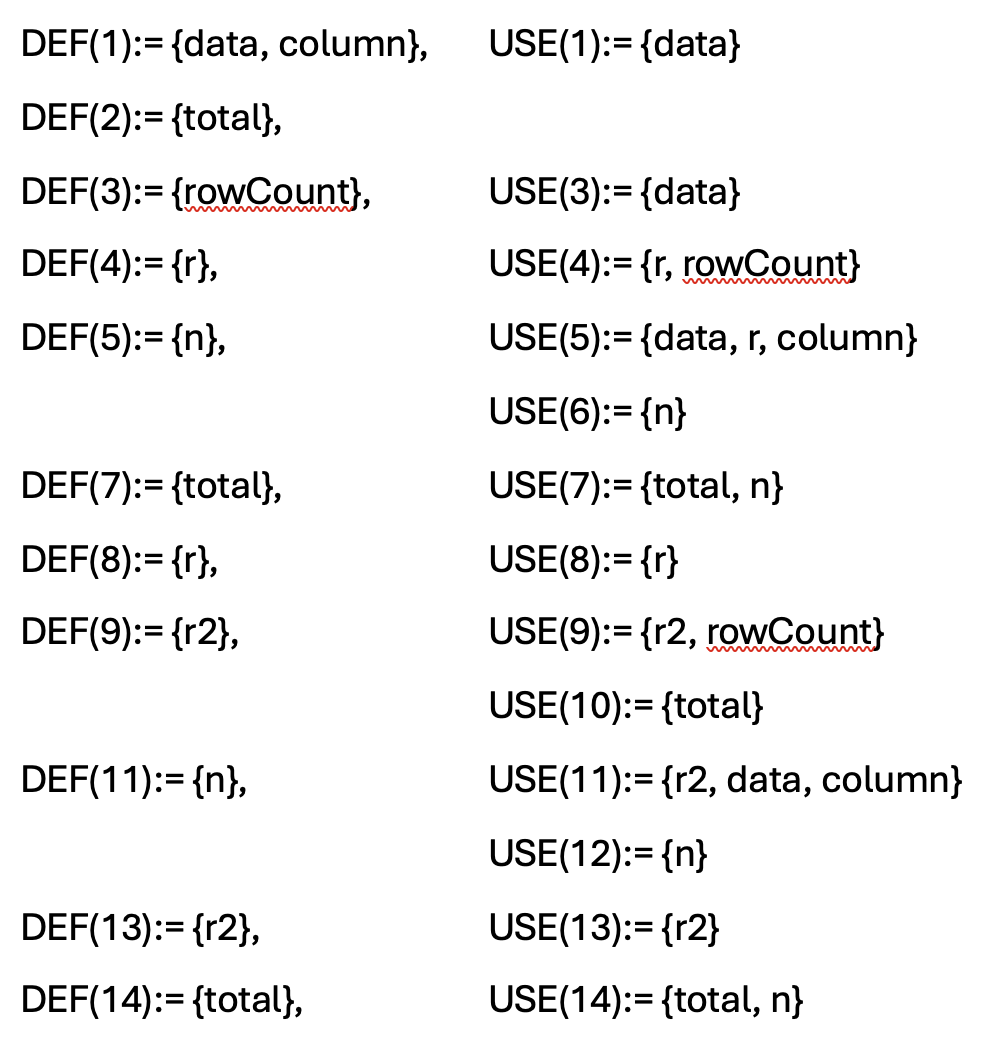 DEF(1):= {data, column}, USE(1):= {data}
DEF(2):= {total},
DEF(3):= {rowCount}, USE(3):= {data}
DEF(4):= {r}, USE(4):= {r, rowCount}
DEF(5):= {n}, USE(5):= {data, r, column}
USE(6):= {n}
DEF(7):= {total}, USE(7):= {total, n}
DEF(8):= {r}, USE(8):= {r}
DEF(9):= {r2}, USE(9):= {r2, rowCount}
USE(10):= {total}
DEF(11):= {n}, USE(11):= {r2, data, column}
USE(12):= {n}
DEF(13):= {r2}, USE(13):= {r2}
DEF(14):= {total}, USE(14):= {total, n}